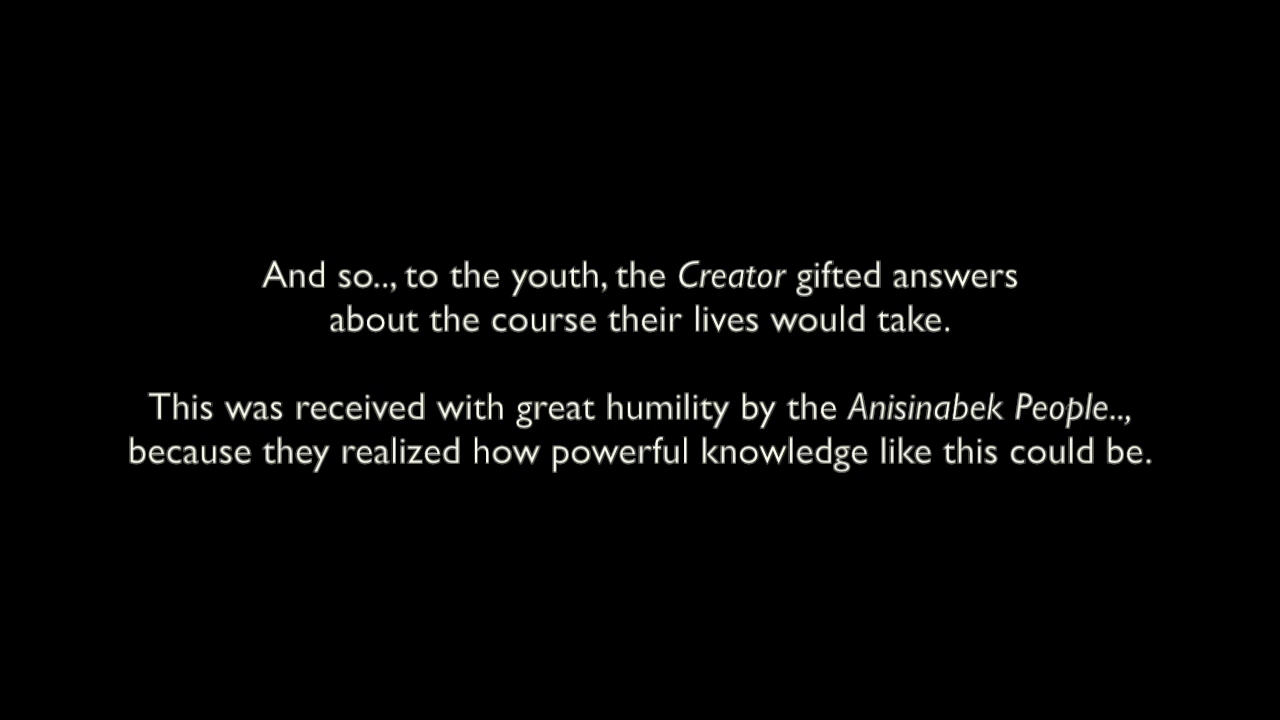 And so.., to the youth, the Creator gifted answers
about the course their lives would take.
This was received with great humility by the Anisinabek People..,
because they realized how powerful knowledge like this could be.